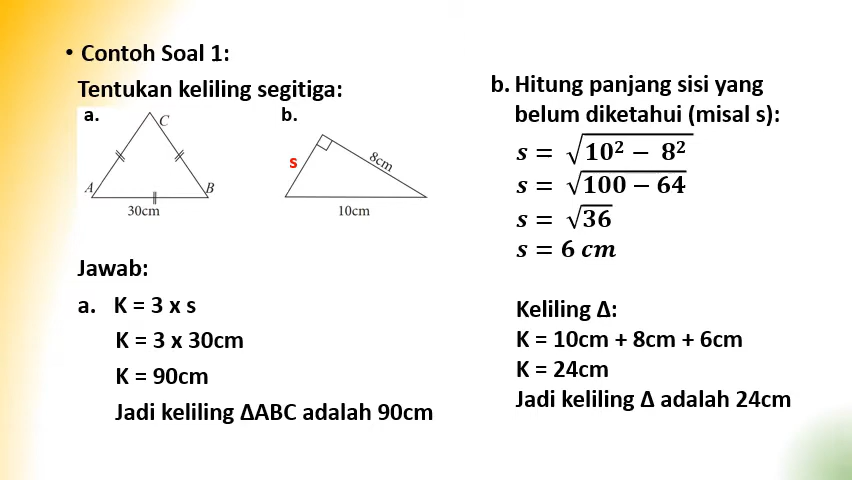 • Contoh Soal 1:
Tentukan keliling segitiga:
a.
C
A
B
30cm
b.
s
8cm
10cm
Jawab:
a. K = 3 x s
K = 3 x 30cm
K = 90cm
Jadi keliling ∆ABC adalah 90cm
b. Hitung panjang sisi yang
belum diketahui (misal s):
s = √(10² − 8²)
s = √(100 − 64)
s = √36
s = 6 cm
Keliling ∆:
K = 10cm + 8cm + 6cm
K = 24cm
Jadi keliling ∆ adalah 24cm